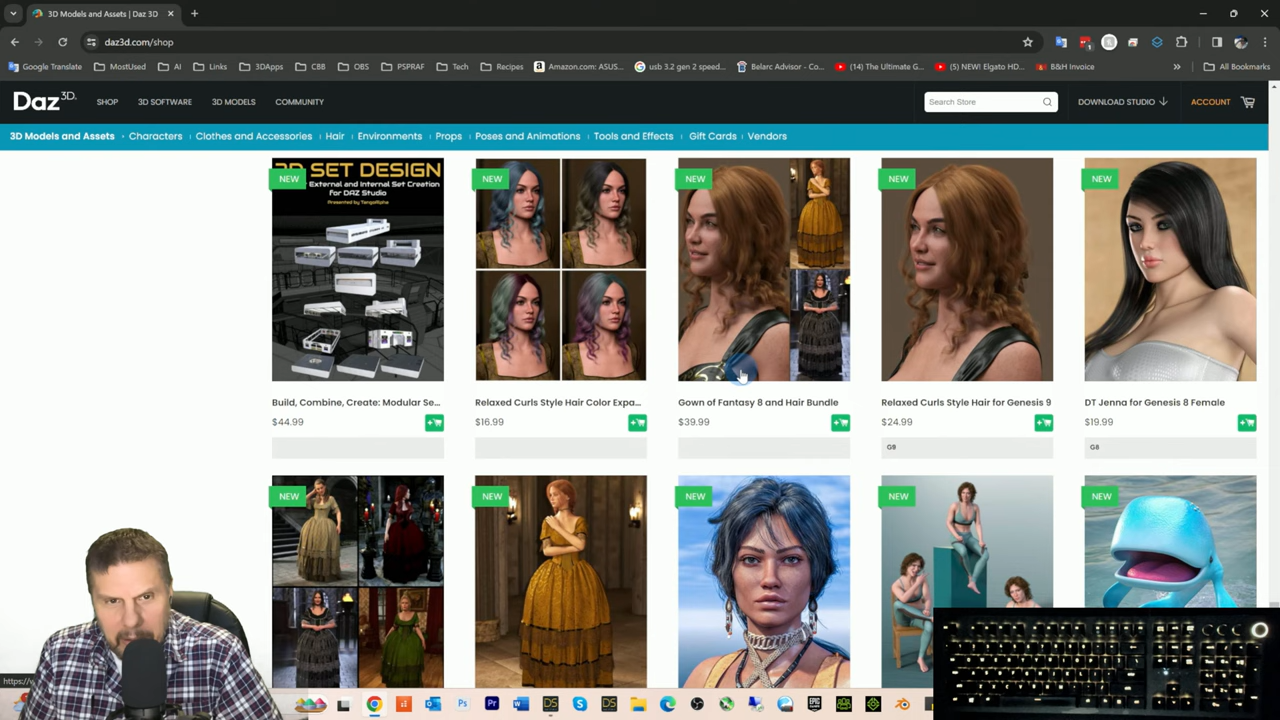 3D Models and Assets | Daz 3D
daz3d.com/shop
Google Translate MostUsed AI Links 3DApps CBB OBS PSPRAF Tech Recipes Amazon.com: ASUS... usb 3.2 gen 2 speed... Belarc Advisor - Co... (14) The Ultimate G... (5) NEW! Elgato HD... B&H Invoice » All Bookmarks
Daz 3D SHOP 3D SOFTWARE 3D MODELS COMMUNITY Search Store DOWNLOAD STUDIO ACCOUNT
3D Models and Assets Characters Clothes and Accessories Hair Environments Props Poses and Animations Tools and Effects Gift Cards Vendors
3D SET DESIGN
NEW NEW NEW NEW NEW
External and Internal Set Creation
for DAZ Studio
Presented by
Build, Combine, Create: Modular Se... Relaxed Curls Style Hair Color Expa... Gown of Fantasy 8 and Hair Bundle Relaxed Curls Style Hair for Genesis 9 DT Jenna for Genesis 8 Female
$44.99 $16.99 $39.99 $24.99 $19.99
G9 G8
NEW NEW NEW NEW NEW
https://